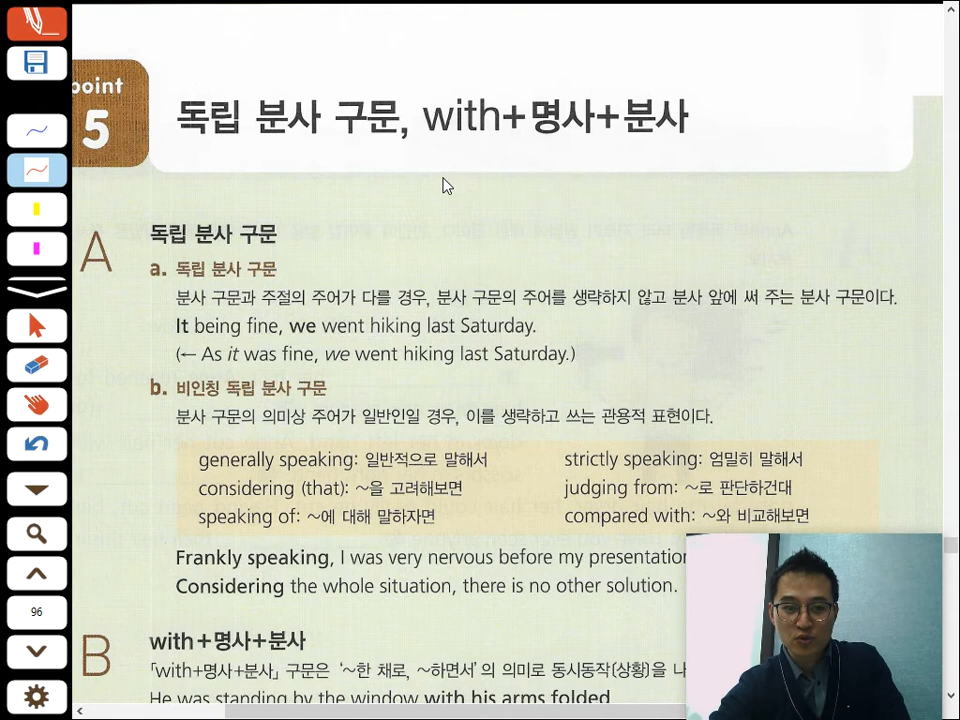 point
5
독립 분사 구문, with+명사+분사
A
독립 분사 구문
a. 독립 분사 구문
분사 구문과 주절의 주어가 다를 경우, 분사 구문의 주어를 생략하지 않고 분사 앞에 써 주는 분사 구문이다.
It being fine, we went hiking last Saturday.
(← As it was fine, we went hiking last Saturday.)
b. 비인칭 독립 분사 구문
분사 구문의 의미상 주어가 일반인일 경우, 이를 생략하고 쓰는 관용적 표현이다.
generally speaking: 일반적으로 말해서
strictly speaking: 엄밀히 말해서
considering (that): ~을 고려해보면
judging from: ~로 판단하건대
speaking of: ~에 대해 말하자면
compared with: ~와 비교해보면
Frankly speaking, I was very nervous before my presentation
Considering the whole situation, there is no other solution.
96
B
with+명사+분사
「with+명사+분사」 구문은 '~한 채로, ~하면서'의 의미로 동시동작(상황)을 나
He was standing by the window with his arms folded